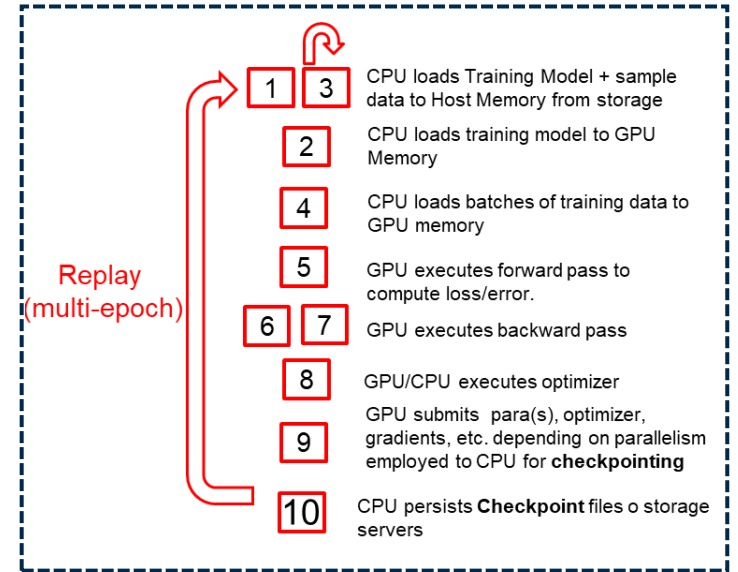 1 3 CPU loads Training Model + sample
data to Host Memory from storage
2 CPU loads training model to GPU
Memory
4 CPU loads batches of training data to
GPU memory
5 GPU executes forward pass to
compute loss/error.
Replay
(multi-epoch)
6 7 GPU executes backward pass
8 GPU/CPU executes optimizer
9 GPU submits para(s), optimizer,
gradients, etc. depending on parallelism
employed to CPU for checkpointing
10 CPU persists Checkpoint files o storage
servers